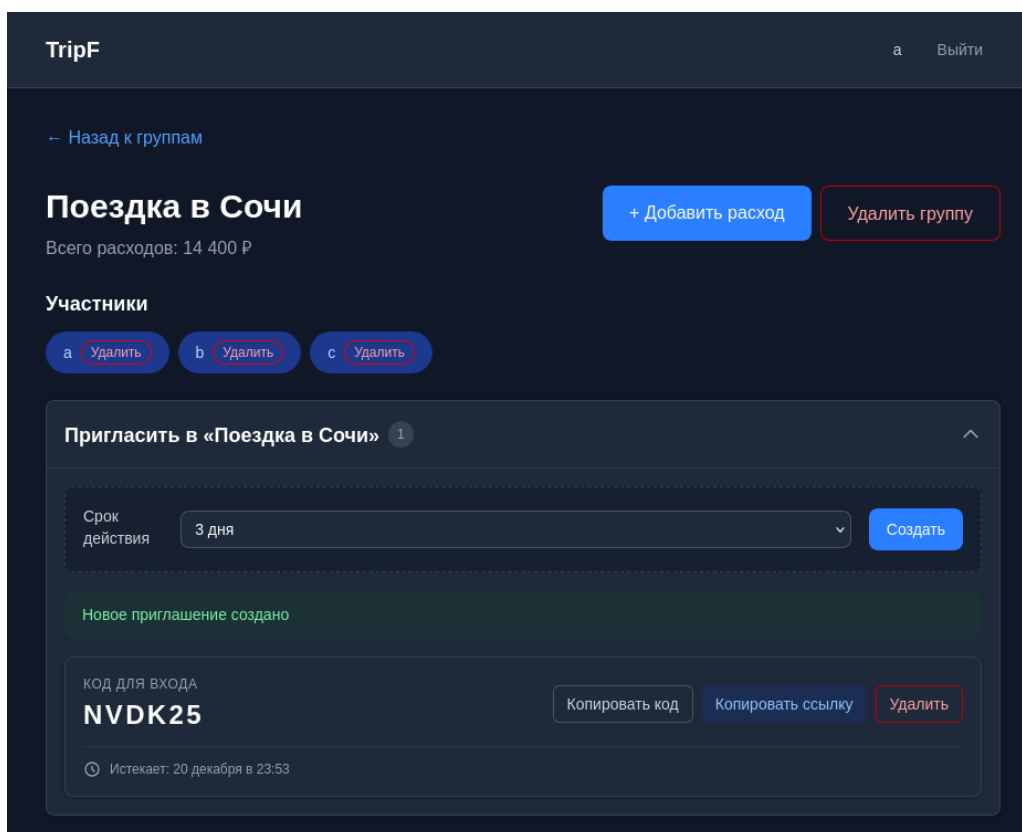 TripF
a Выйти
← Назад к группам
Поездка в Сочи
+ Добавить расход
Удалить группу
Всего расходов: 14 400 ₽
Участники
a Удалить b Удалить c Удалить
Пригласить в «Поездка в Сочи» 1
Срок
действия
3 дня
Создать
Новое приглашение создано
КОД ДЛЯ ВХОДА
NVDK25
Копировать код Копировать ссылку Удалить
Истекает: 20 декабря в 23:53